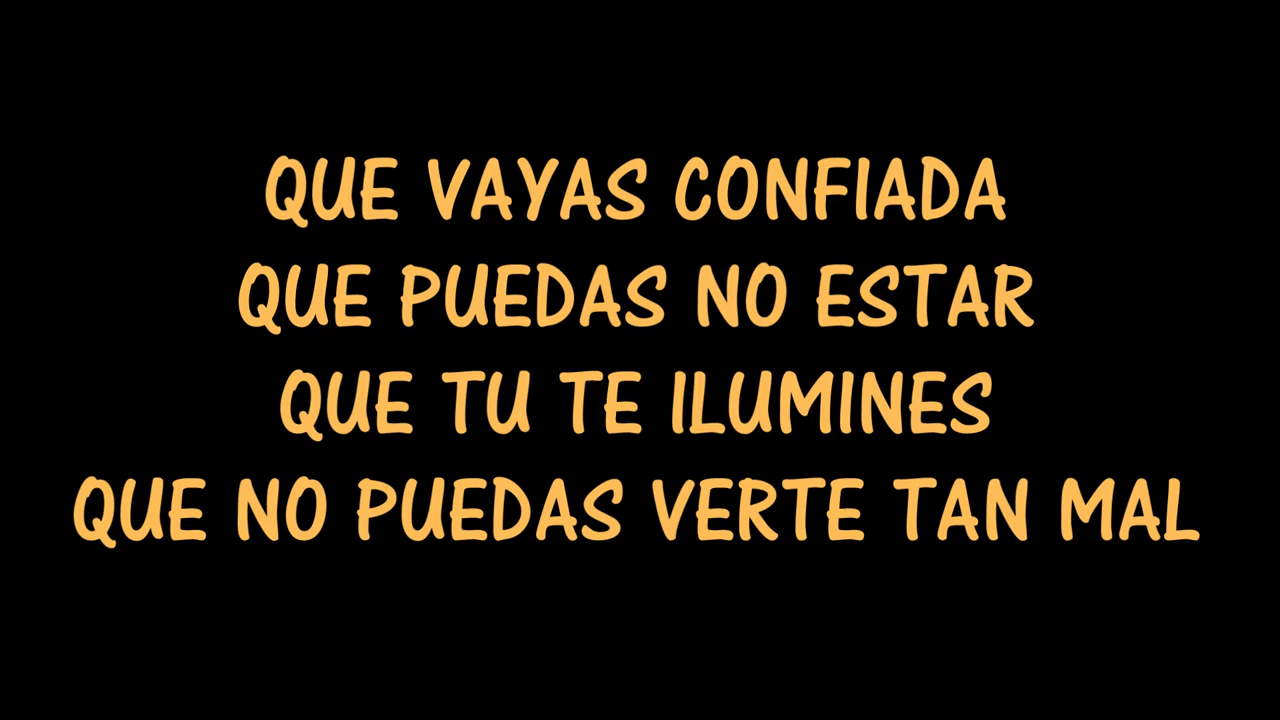 QUE VAYAS CONFIADA
QUE PUEDAS NO ESTAR
QUE TU TE ILUMINES
QUE NO PUEDAS VERTE TAN MAL